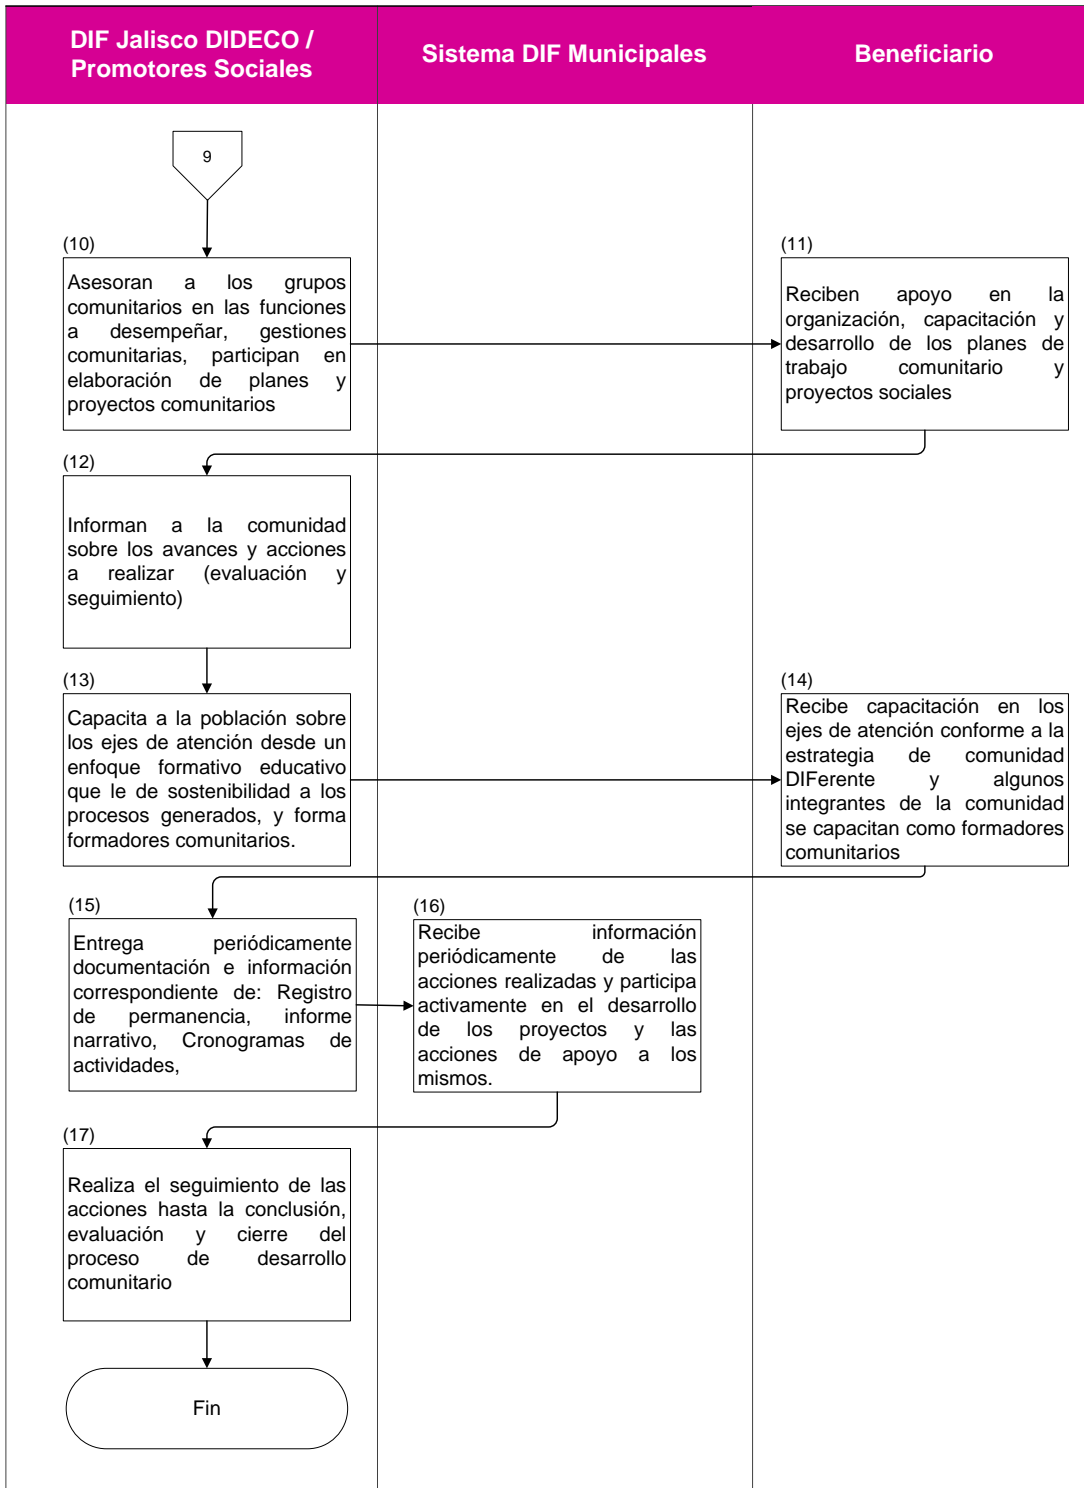 DIF Jalisco DIDECO /
Promotores Sociales
Sistema DIF Municipales
Beneficiario
9
(10)
Asesoran a los grupos
comunitarios en las funciones
a desempeñar, gestiones
comunitarias, participan en
elaboración de planes y
proyectos comunitarios
(11)
Reciben apoyo en la
organización, capacitación y
desarrollo de los planes de
trabajo comunitario y
proyectos sociales
(12)
Informan a la comunidad
sobre los avances y acciones
a realizar (evaluación y
seguimiento)
(13)
Capacita a la población sobre
los ejes de atención desde un
enfoque formativo educativo
que le de sostenibilidad a los
procesos generados, y forma
formadores comunitarios.
(14)
Recibe capacitación en los
ejes de atención conforme a la
estrategia de comunidad
DIFerente y algunos
integrantes de la comunidad
se capacitan como formadores
comunitarios
(15)
Entrega periódicamente
documentación e información
correspondiente de: Registro
de permanencia, informe
narrativo, Cronogramas de
actividades,
(16)
Recibe información
periódicamente de las
acciones realizadas y participa
activamente en el desarrollo
de los proyectos y las
acciones de apoyo a los
mismos.
(17)
Realiza el seguimiento de las
acciones hasta la conclusión,
evaluación y cierre del
proceso de desarrollo
comunitario
Fin